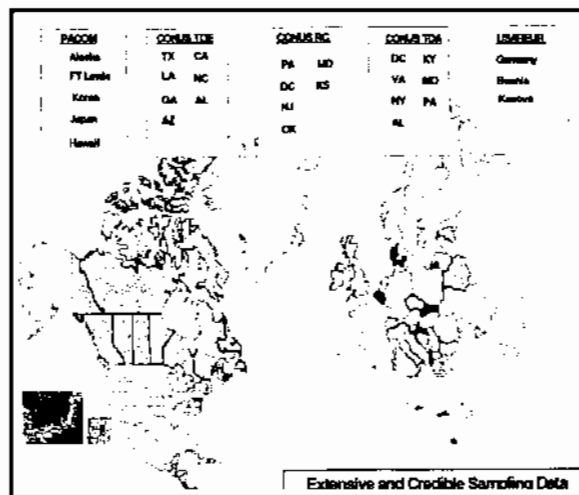 PACOM
Alaska
FT Lewis
Korea
Japan
Hawaii
CONUS TOE
TX CA
LA NC
GA AL
AZ
CONUS RC
PA MD
DC KS
NJ
OK
CONUS TDA
DC KY
VA MO
NY PA
AL
USAREUR
Germany
Bosnia
Kosovo
Extensive and Credible Sampling Data